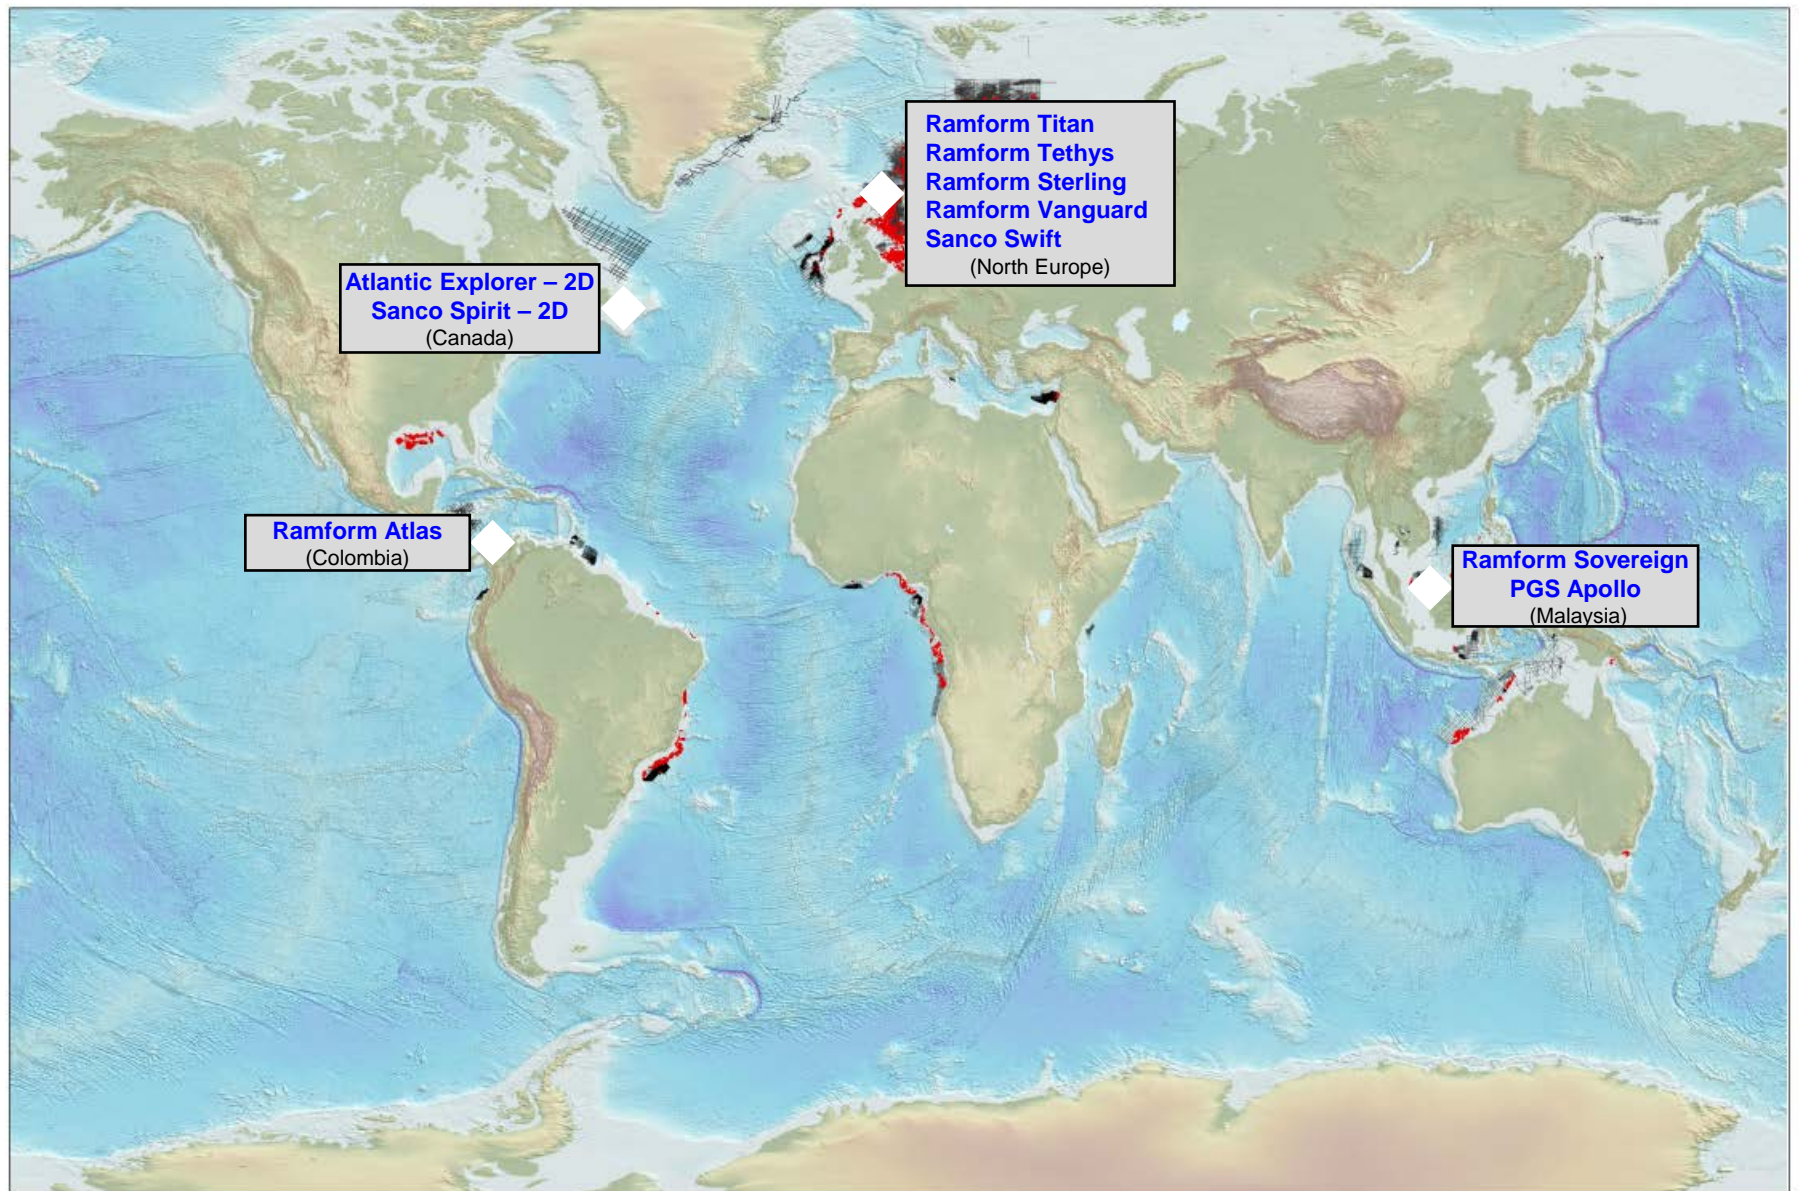 Ramform Titan
Ramform Tethys
Ramform Sterling
Ramform Vanguard
Sanco Swift
(North Europe)
Atlantic Explorer – 2D
Sanco Spirit – 2D
(Canada)
Ramform Atlas
(Colombia)
Ramform Sovereign
PGS Apollo
(Malaysia)